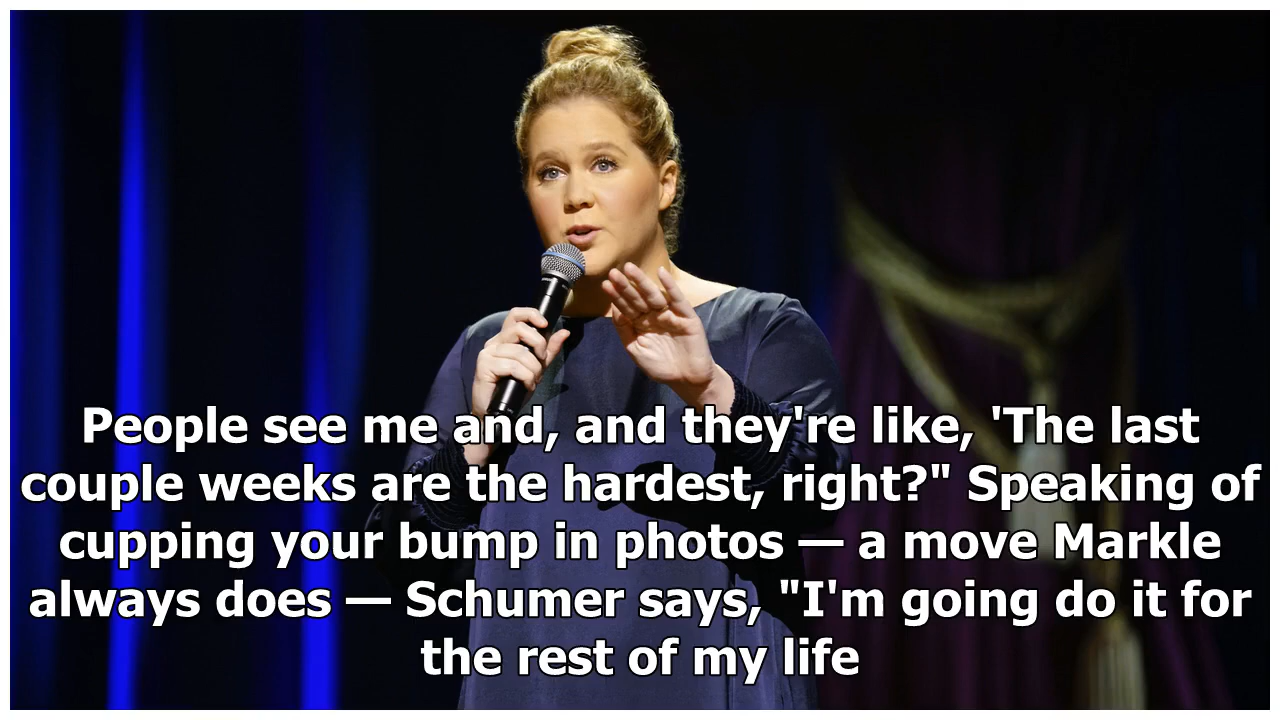 People see me and, and they're like, 'The last
couple weeks are the hardest, right?" Speaking of
cupping your bump in photos — a move Markle
always does — Schumer says, "I'm going do it for
the rest of my life